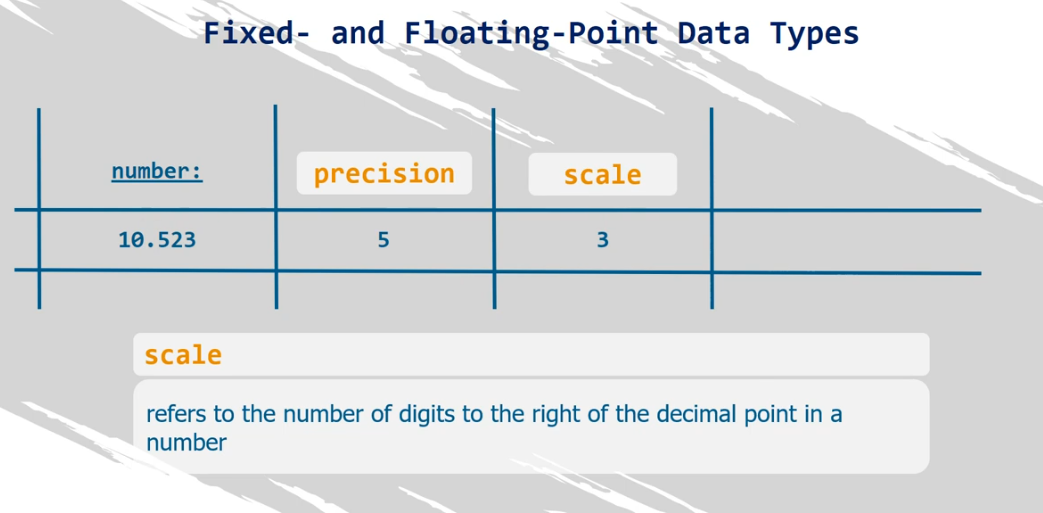 Fixed- and Floating-Point Data Types
number: precision scale
10.523 5 3
scale
refers to the number of digits to the right of the decimal point in a
number